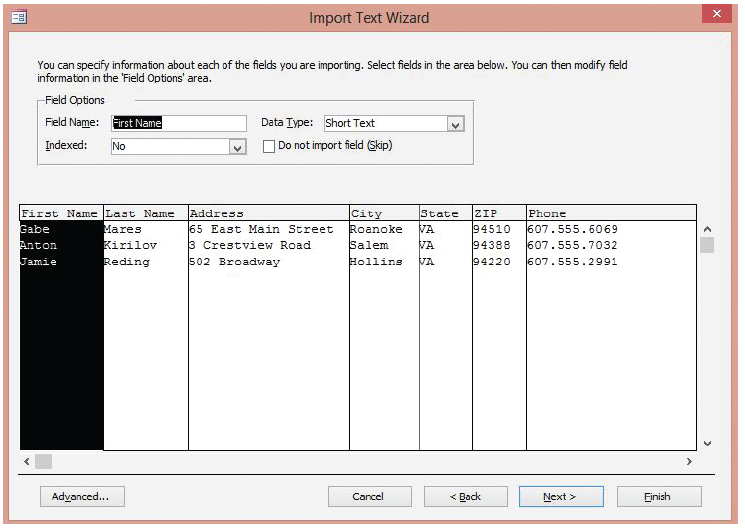 Import Text Wizard
You can specify information about each of the fields you are importing. Select fields in the area below. You can then modify field
information in the 'Field Options' area.
Field Options
Field Name: First Name Data Type: Short Text
Indexed: No Do not import field (Skip)
First Name Last Name Address City State ZIP Phone
Gabe Mares 65 East Main Street Roanoke VA 94510 607.555.6069
Anton Kirilov 3 Crestview Road Salem VA 94388 607.555.7032
Jamie Reding 502 Broadway Hollins VA 94220 607.555.2991
Advanced... Cancel < Back Next > Finish